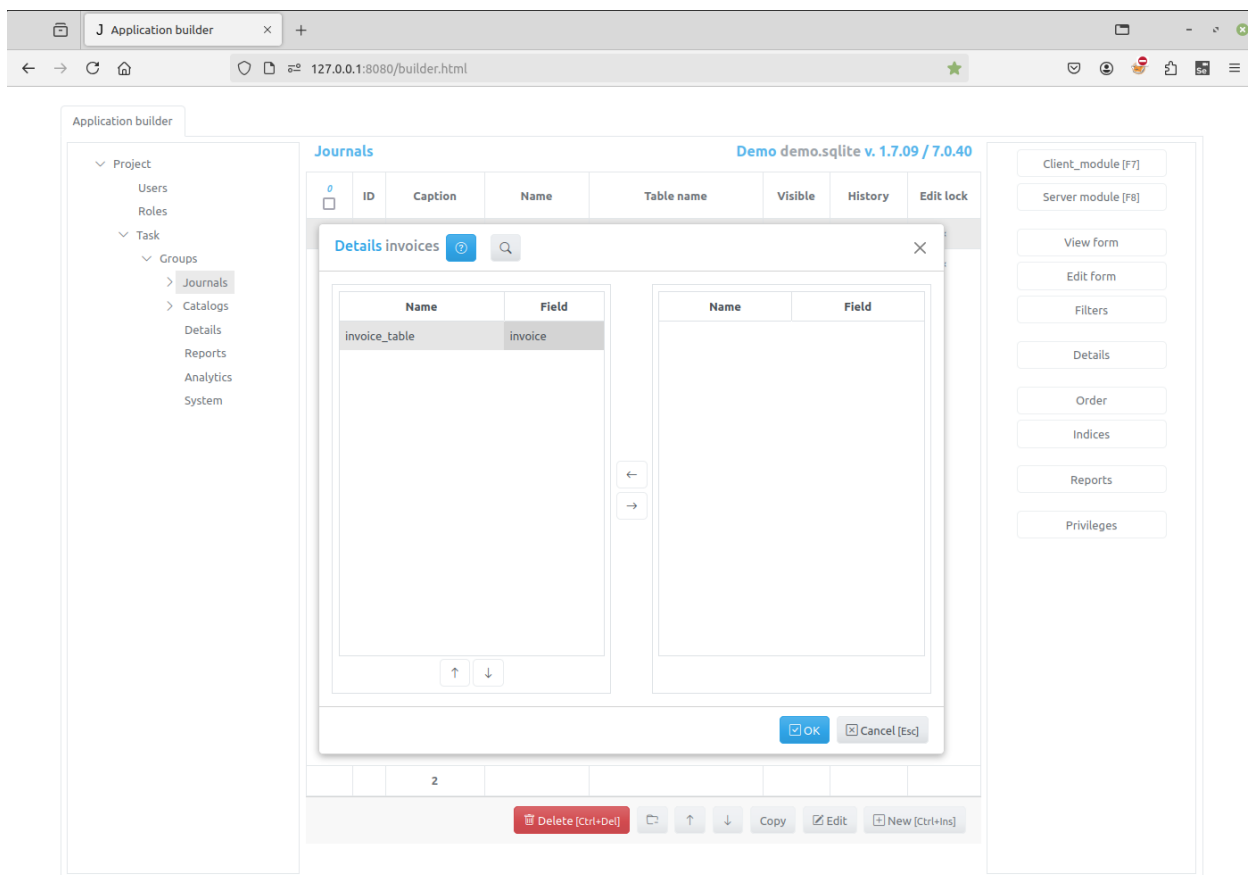 J Application builder
127.0.0.1:8080/builder.html
Application builder
Project
Users
Roles
Task
Groups
Journals
Catalogs
Details
Reports
Analytics
System
Journals
Demo demo.sqlite v. 1.7.09 / 7.0.40
0
ID Caption Name Table name Visible History Edit lock
Details invoices
Name Field
invoice_table invoice
Name Field
OK
Cancel [Esc]
2
Delete [Ctrl+Del]
Copy
Edit
New [Ctrl+Ins]
Client_module [F7]
Server module [F8]
View form
Edit form
Filters
Details
Order
Indices
Reports
Privileges
Se